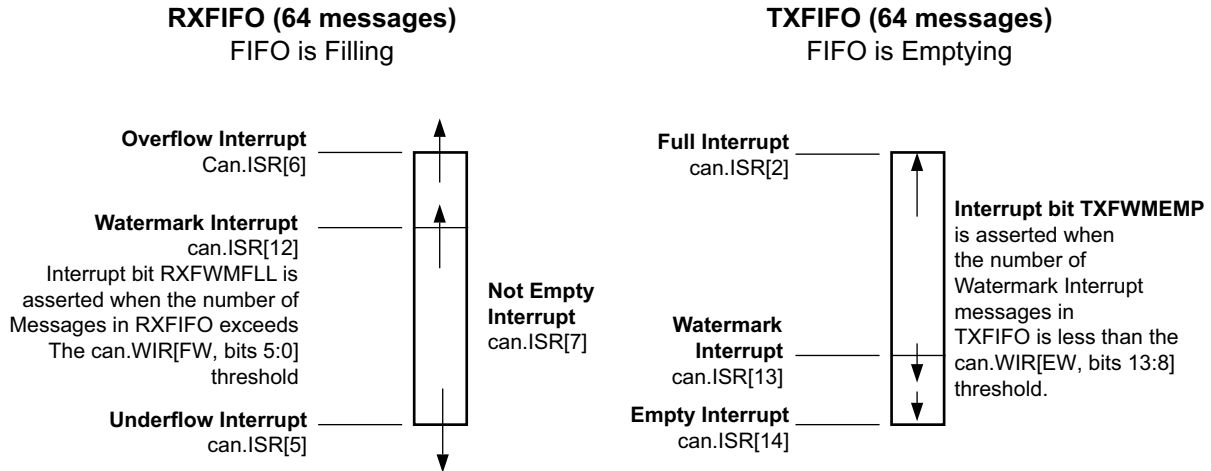 RXFIFO (64 messages)
FIFO is Filling
Overflow Interrupt
Can.ISR[6]
Watermark Interrupt
can.ISR[12]
Interrupt bit RXFWMFLL is
asserted when the number of
Messages in RXFIFO exceeds
The can.WIR[FW, bits 5:0]
threshold
Not Empty
Interrupt
can.ISR[7]
Underflow Interrupt
can.ISR[5]
TXFIFO (64 messages)
FIFO is Emptying
Full Interrupt
can.ISR[2]
Interrupt bit TXFWMEMP
is asserted when
the number of
Watermark Interrupt
messages in
TXFIFO is less than the
can.WIR[EW, bits 13:8]
threshold.
Watermark
Interrupt
can.ISR[13]
Empty Interrupt
can.ISR[14]